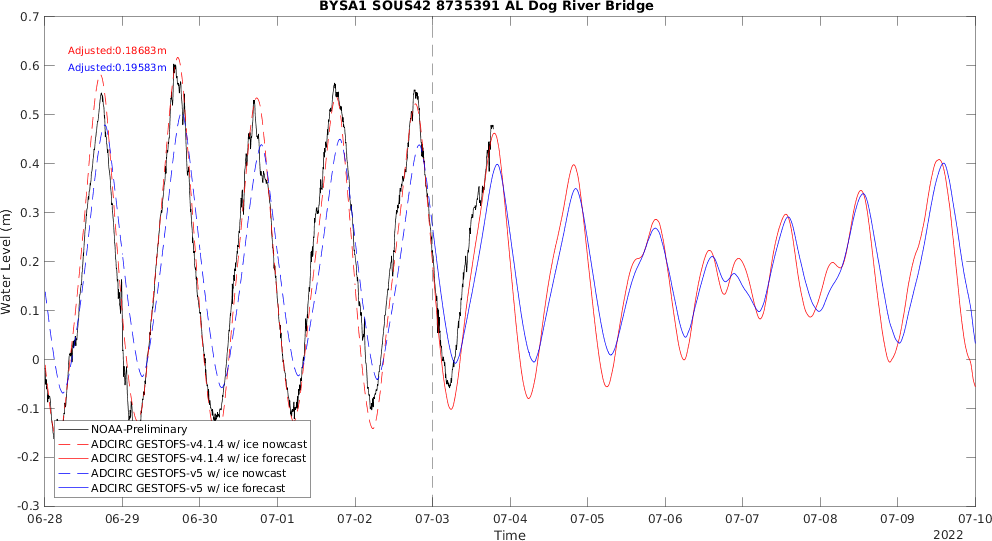 BYSA1 SOUS42 8735391 AL Dog River Bridge
0.7
0.6
0.5
0.4
0.3
0.2
0.1
0
-0.1
-0.2
-0.3
Water Level (m)
Adjusted:0.18683m
Adjusted:0.19583m
NOAA-Preliminary
ADCIRC GESTOFS-v4.1.4 w/ ice nowcast
ADCIRC GESTOFS-v4.1.4 w/ ice forecast
ADCIRC GESTOFS-v5 w/ ice nowcast
ADCIRC GESTOFS-v5 w/ ice forecast
06-28 06-29 06-30 07-01 07-02 07-03 07-04 07-05 07-06 07-07 07-08 07-09 07-10
Time
2022